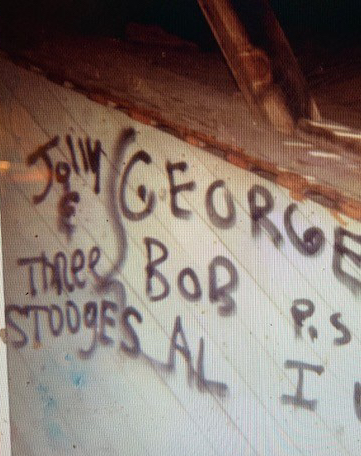 Jolly
&
THREE
STOOGES
GEORGE
BOB
AL
P.S
I